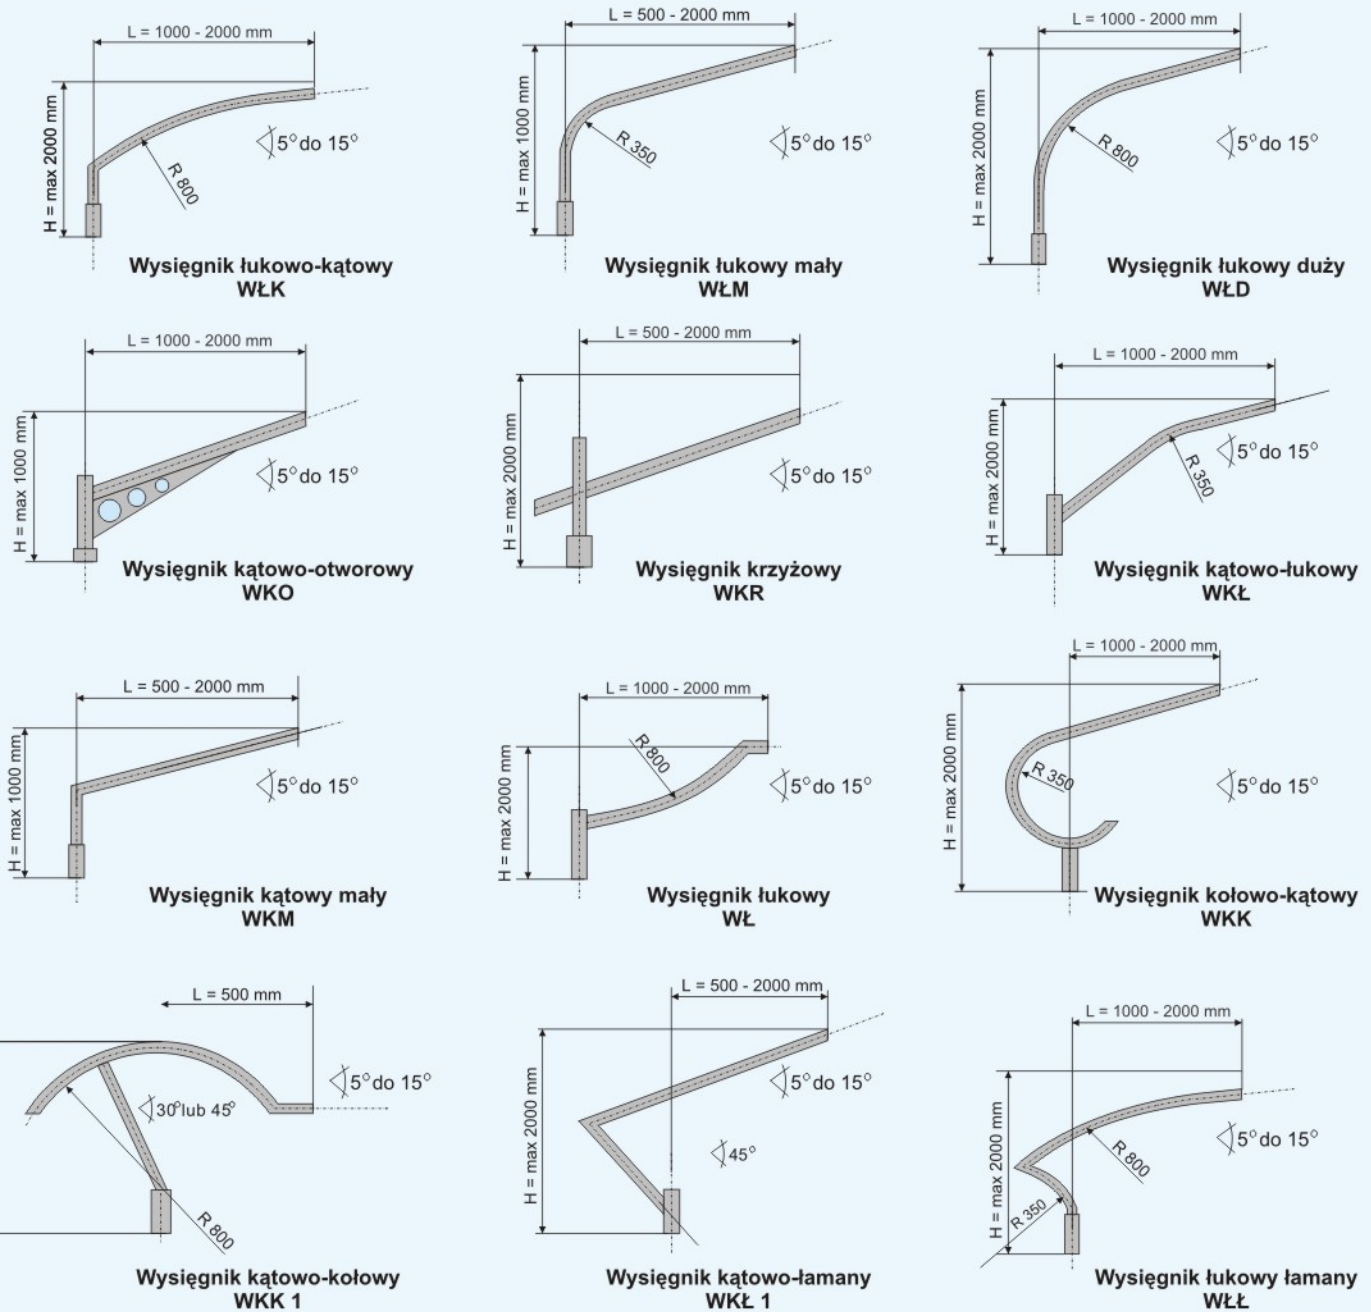 L = 1000 - 2000 mm
H = max 2000 mm
R 800
5° do 15°
Wysięgnik łukowo-kątowy
WŁK
L = 500 - 2000 mm
H = max 1000 mm
R 350
5° do 15°
Wysięgnik łukowy mały
WŁM
L = 1000 - 2000 mm
H = max 2000 mm
R 800
5° do 15°
Wysięgnik łukowy duży
WŁD
L = 1000 - 2000 mm
H = max 1000 mm
5° do 15°
Wysięgnik kątowo-otworowy
WKO
L = 500 - 2000 mm
H = max 2000 mm
5° do 15°
Wysięgnik krzyżowy
WKR
L = 1000 - 2000 mm
H = max 2000 mm
R 350
5° do 15°
Wysięgnik kątowo-łukowy
WKŁ
L = 500 - 2000 mm
H = max 1000 mm
5° do 15°
Wysięgnik kątowy mały
WKM
L = 1000 - 2000 mm
H = max 2000 mm
R 800
5° do 15°
Wysięgnik łukowy
WŁ
L = 1000 - 2000 mm
H = max 2000 mm
R 350
5° do 15°
Wysięgnik kołowo-kątowy
WKK
L = 500 mm
5° do 15°
30° lub 45°
R 800
Wysięgnik kątowo-kołowy
WKK 1
L = 500 - 2000 mm
H = max 2000 mm
5° do 15°
45°
Wysięgnik kątowo-łamany
WKŁ 1
L = 1000 - 2000 mm
H = max 2000 mm
R 800
5° do 15°
R 350
Wysięgnik łukowy łamany
WŁŁ